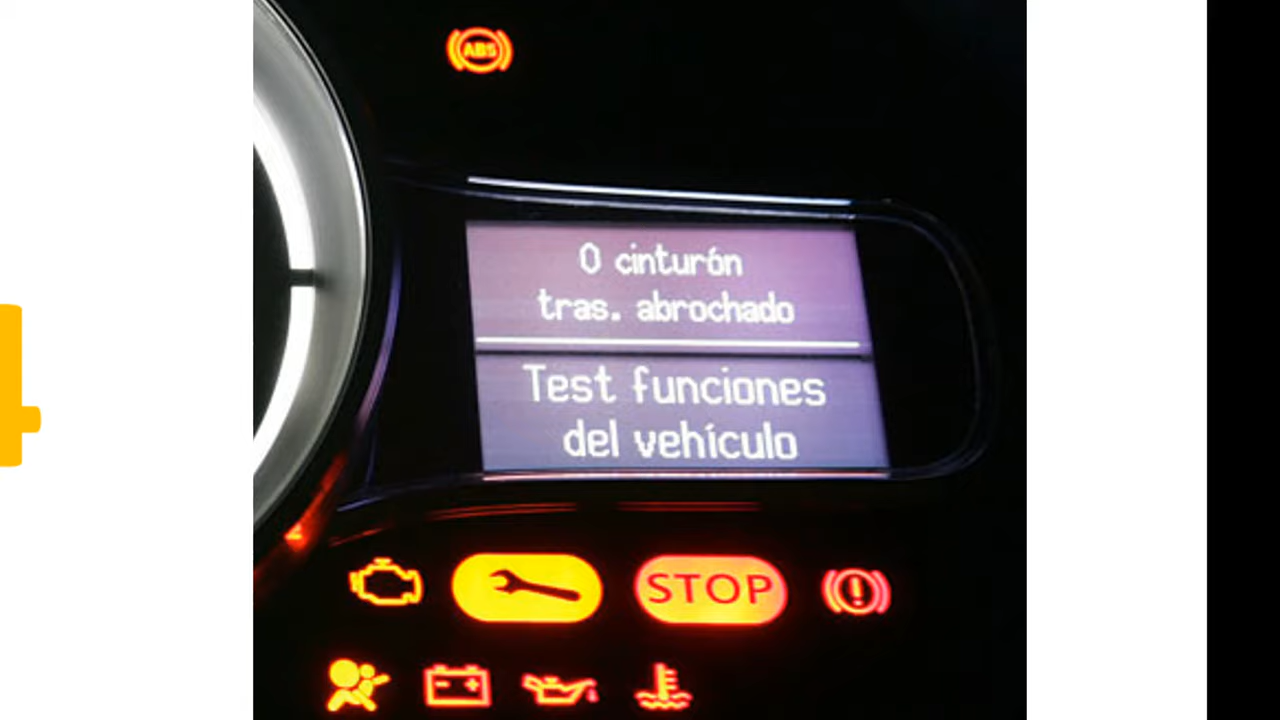 ABS
0 cinturón
tras. abrochado
Test funciones
del vehículo
STOP